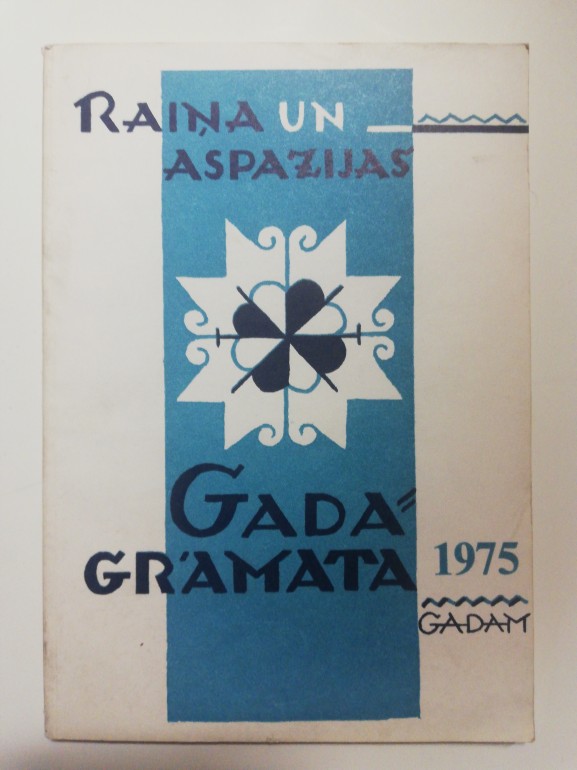 RAIŅA UN
ASPAZIJAS
GADA
GRĀMATA 1975
GADAM